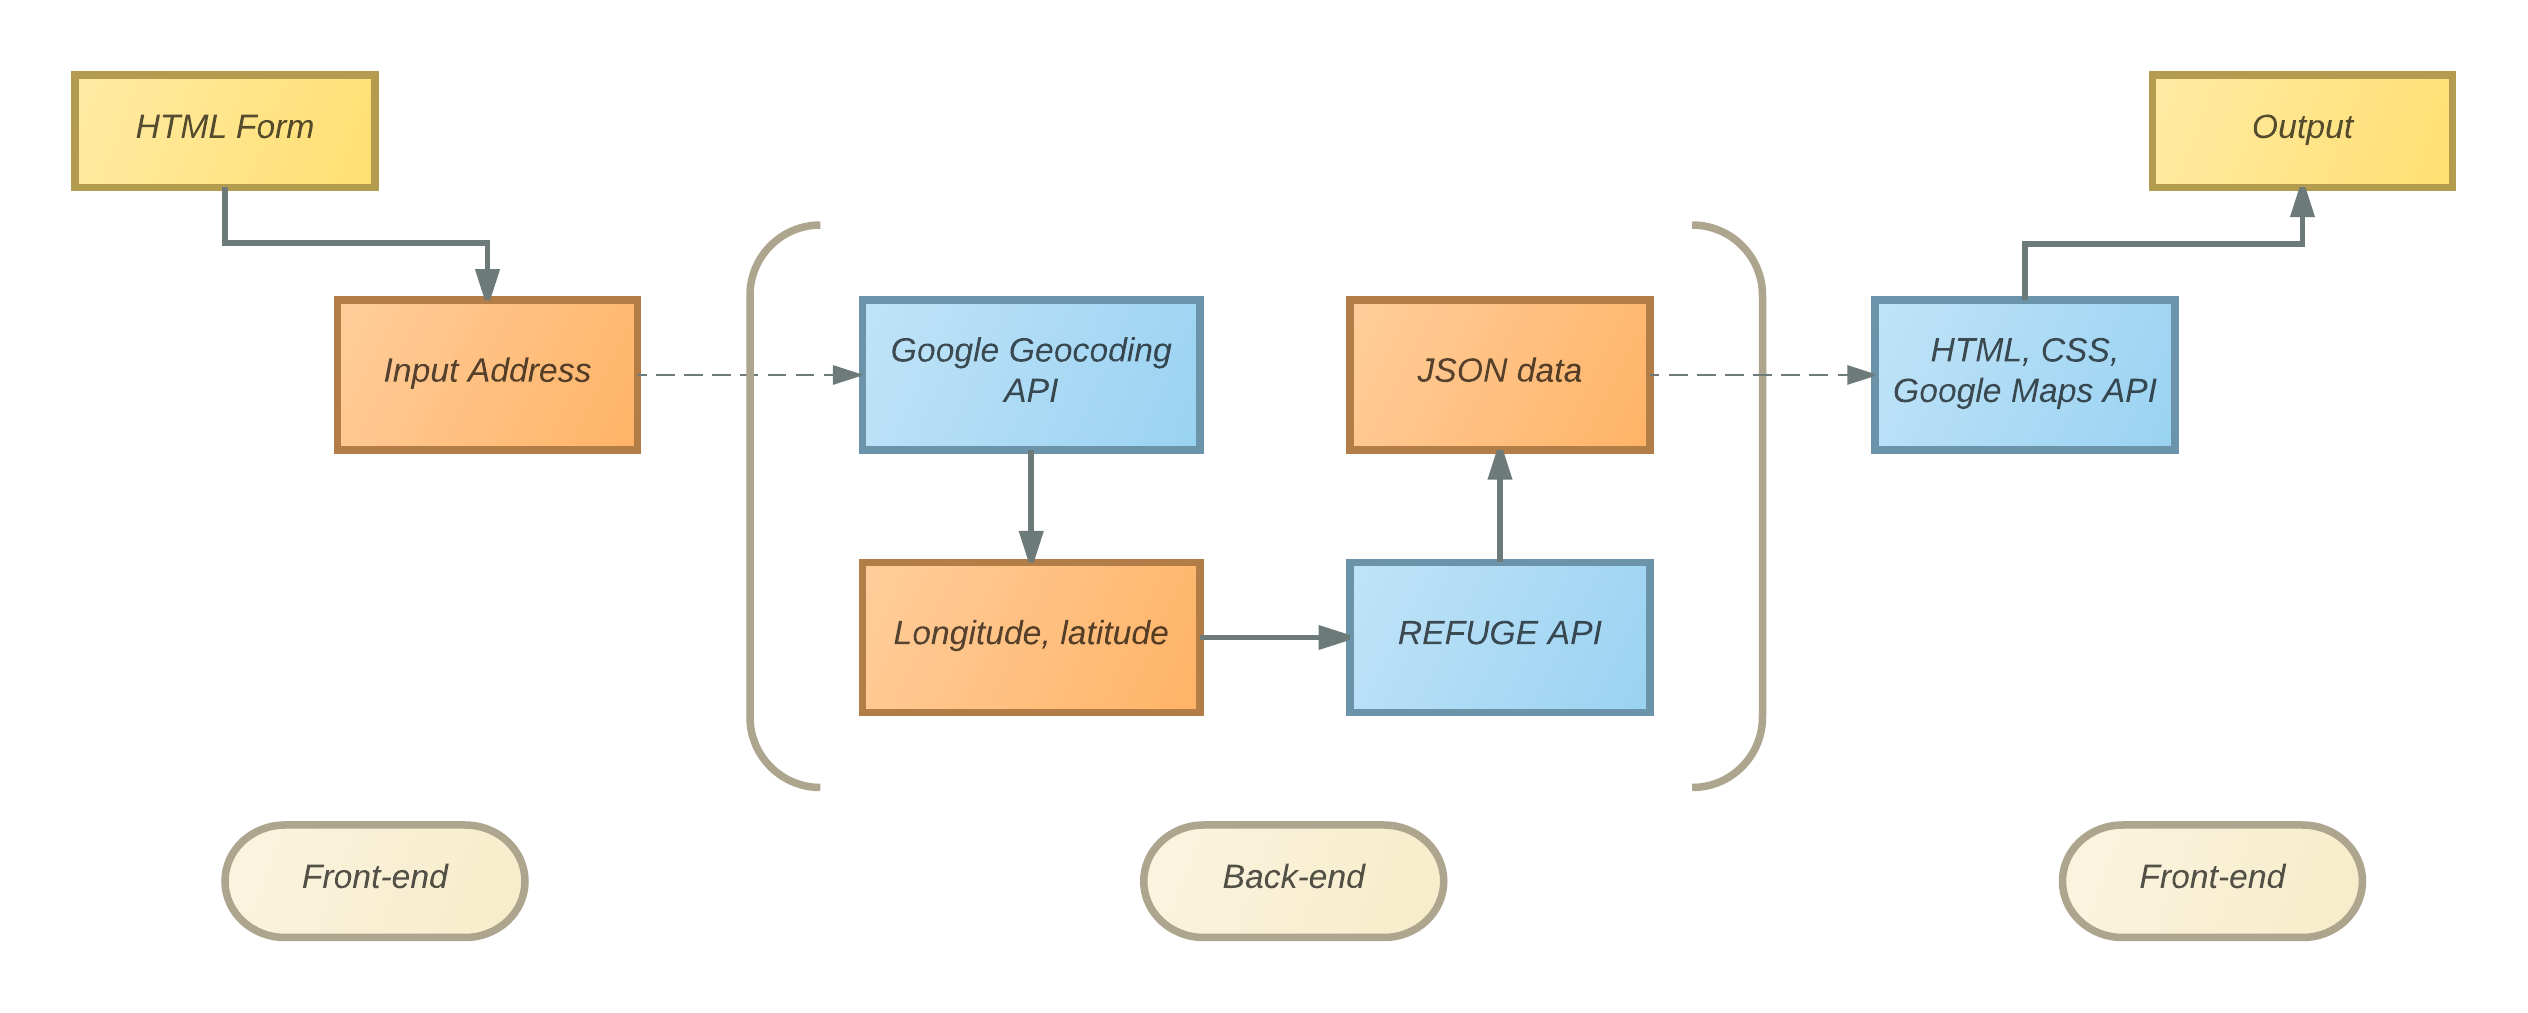 HTML Form
Output
Input Address
Google Geocoding
API
JSON data
HTML, CSS,
Google Maps API
Longitude, latitude
REFUGE API
Front-end
Back-end
Front-end